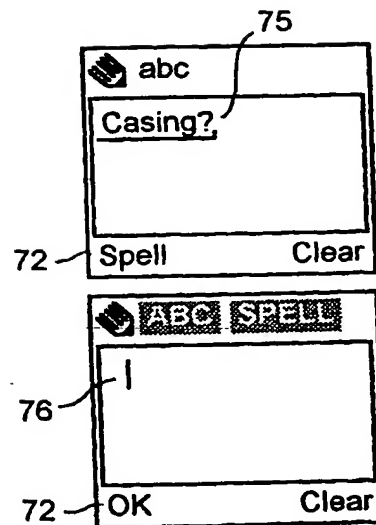 75
abc
Casing?
72 Spell Clear
ABC SPELL
76
72 OK Clear